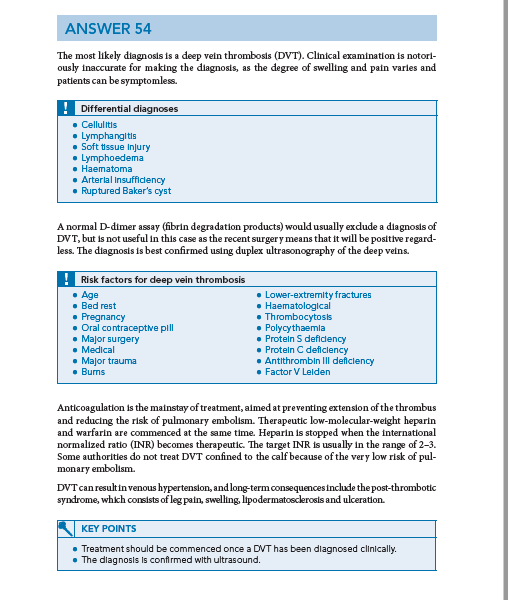 ANSWER 54
The most likely diagnosis is a deep vein thrombosis (DVT). Clinical examination is notori-
ously inaccurate for making the diagnosis, as the degree of swelling and pain varies and
patients can be symptomless.
! Differential diagnoses
• Cellulitis
• Lymphangitis
• Soft tissue injury
• Lymphoedema
• Haematoma
• Arterial insufficiency
• Ruptured Baker's cyst
A normal D-dimer assay (fibrin degradation products) would usually exclude a diagnosis of
DVT, but is not useful in this case as the recent surgery means that it will be positive regard-
less. The diagnosis is best confirmed using duplex ultrasonography of the deep veins.
! Risk factors for deep vein thrombosis
• Age
• Bed rest
• Pregnancy
• Oral contraceptive pill
• Major surgery
• Medical
• Major trauma
• Burns
• Lower-extremity fractures
• Haematological
• Thrombocytosis
• Polycythaemia
• Protein S deficiency
• Protein C deficiency
• Antithrombin III deficiency
• Factor V Leiden
Anticoagulation is the mainstay of treatment, aimed at preventing extension of the thrombus
and reducing the risk of pulmonary embolism. Therapeutic low-molecular-weight heparin
and warfarin are commenced at the same time. Heparin is stopped when the international
normalized ratio (INR) becomes therapeutic. The target INR is usually in the range of 2–3.
Some authorities do not treat DVT confined to the calf because of the very low risk of pul-
monary embolism.
DVT can result in venous hypertension, and long-term consequences include the post-thrombotic
syndrome, which consists of leg pain, swelling, lipodermatosclerosis and ulceration.
KEY POINTS
• Treatment should be commenced once a DVT has been diagnosed clinically.
• The diagnosis is confirmed with ultrasound.